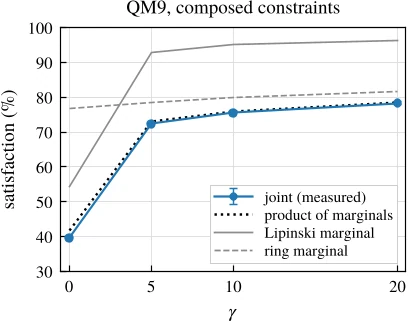 QM9, composed constraints
satisfaction (%)
100
90
80
70
60
50
40
30
joint (measured)
product of marginals
Lipinski marginal
ring marginal
0
5
10
20
γ